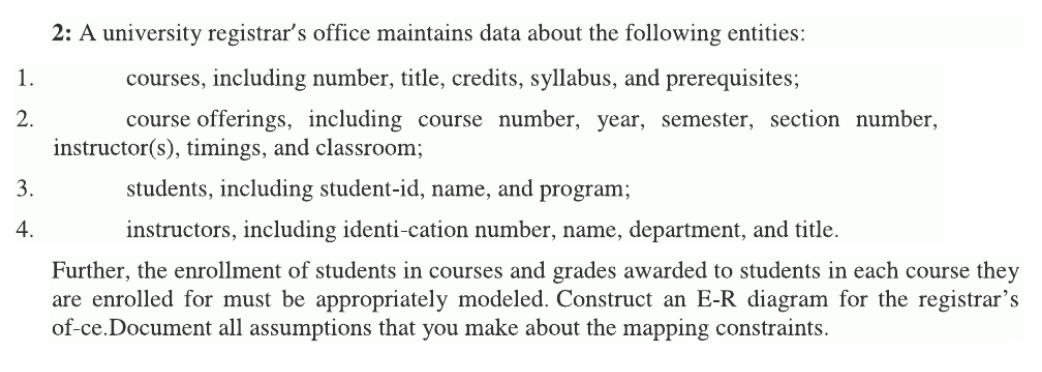 2: A university registrar's office maintains data about the following entities:
1. courses, including number, title, credits, syllabus, and prerequisites;
2. course offerings, including course number, year, semester, section number,
instructor(s), timings, and classroom;
3. students, including student-id, name, and program;
4. instructors, including identi-cation number, name, department, and title.
Further, the enrollment of students in courses and grades awarded to students in each course they
are enrolled for must be appropriately modeled. Construct an E-R diagram for the registrar's
of-ce.Document all assumptions that you make about the mapping constraints.